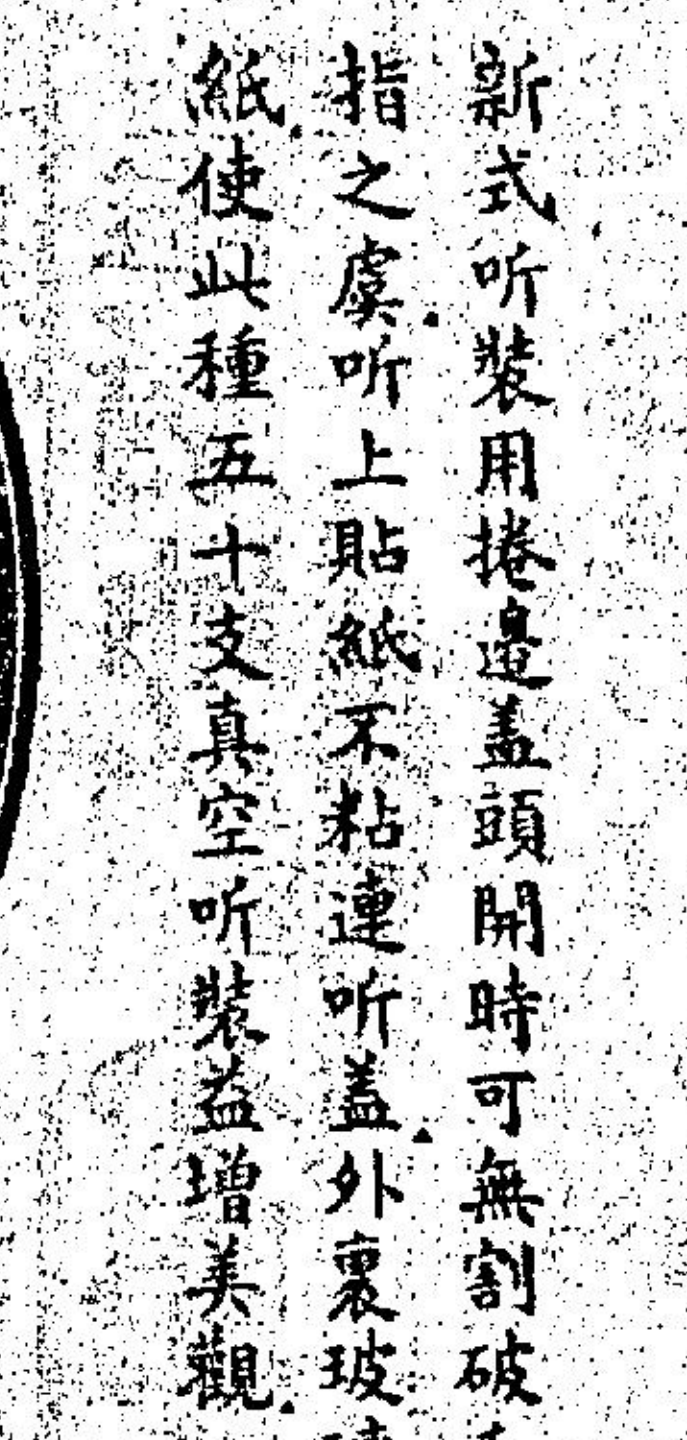 新式听裝用捲邊盖頭開時可無割破
指之虞▲听上貼紙不粘連听盖▲外裹玻
紙▲使此種五十支真空听裝益增美觀▲